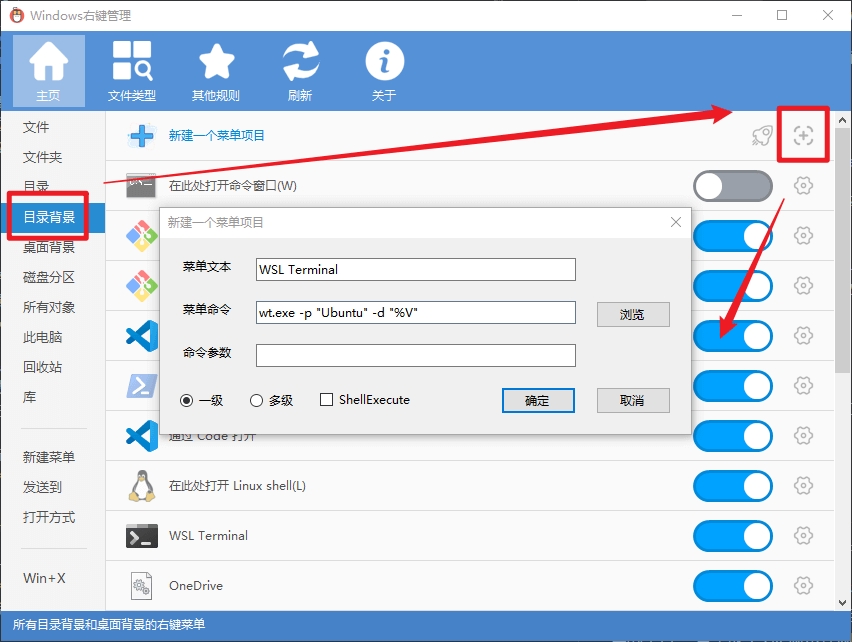 Windows右键管理
主页
文件类型
其他规则
刷新
关于
文件
文件夹
目录
目录背景
桌面背景
磁盘分区
所有对象
此电脑
回收站
库
新建菜单
发送到
打开方式
Win+X
新建一个菜单项目
在此处打开命令窗口(W)
新建一个菜单项目
菜单文本
WSL Terminal
菜单命令
wt.exe -p "Ubuntu" -d "%V"
浏览
命令参数
一级
多级
ShellExecute
确定
取消
通过 Code 打开
在此处打开 Linux shell(L)
WSL Terminal
OneDrive
所有目录背景和桌面背景的右键菜单